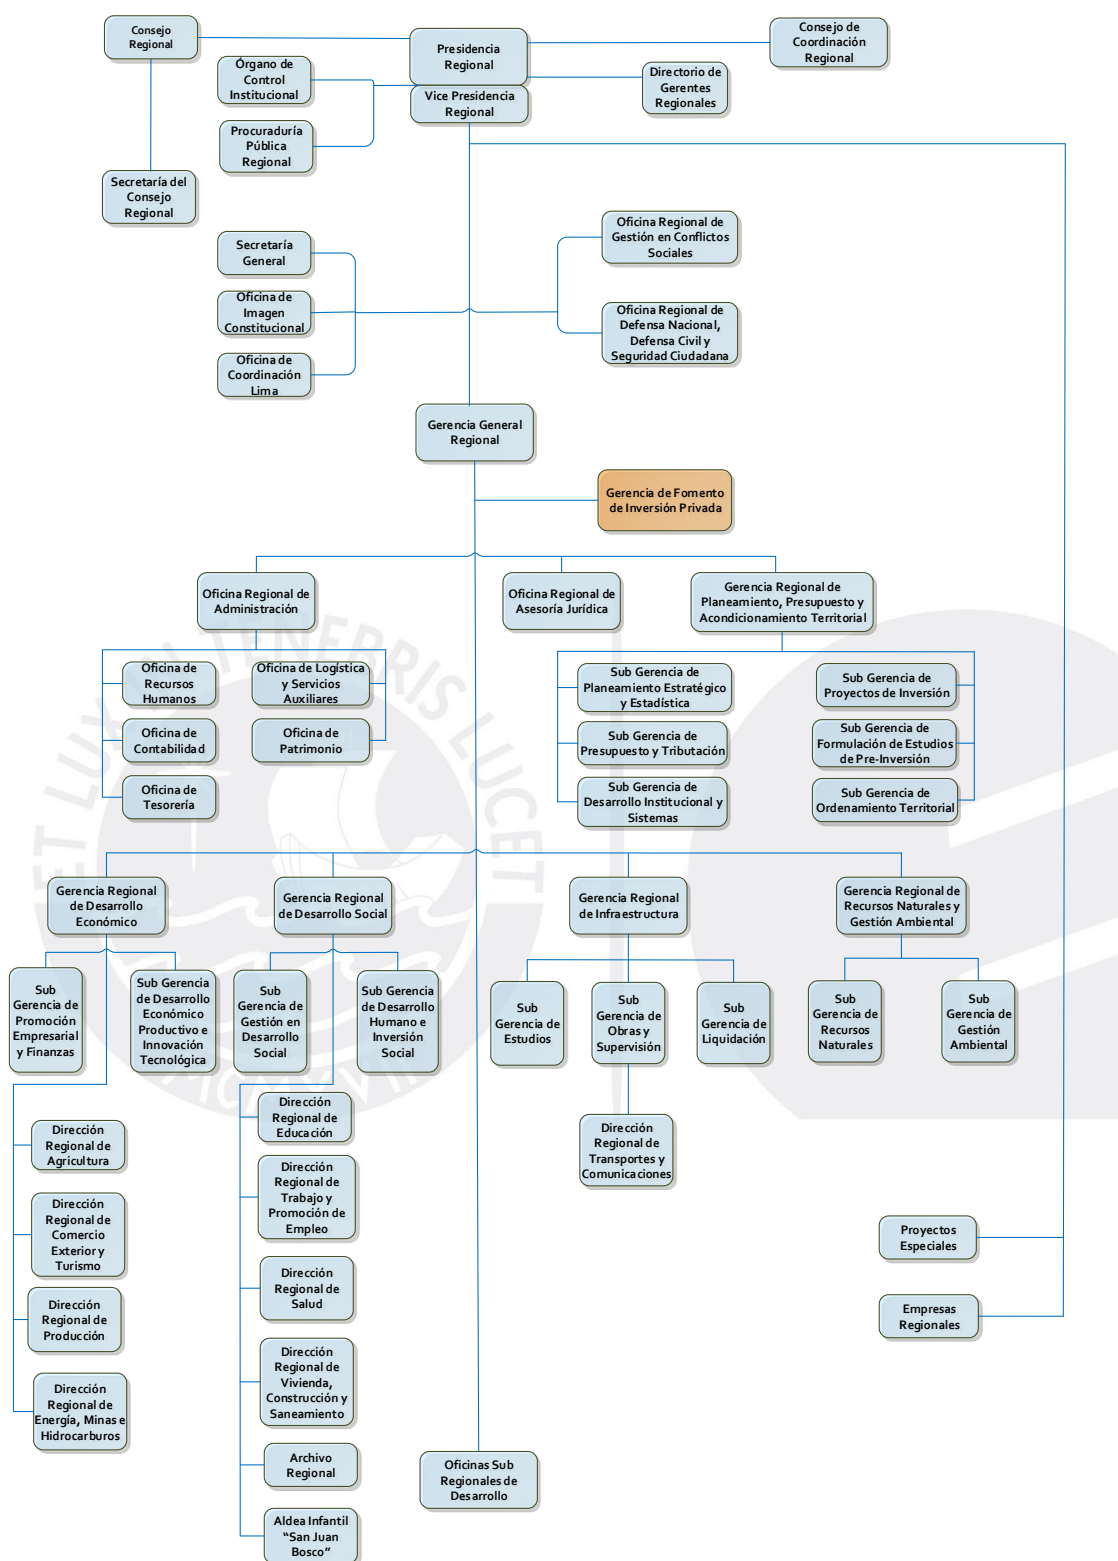 Consejo
Regional
Presidencia
Regional
Consejo de
Coordinación
Regional
Órgano de
Control
Institucional
Directorio de
Gerentes
Regionales
Vice Presidencia
Regional
Procuraduría
Pública
Regional
Secretaría del
Consejo
Regional
Secretaría
General
Oficina Regional de
Gestión en Conflictos
Sociales
Oficina de
Imagen
Constitucional
Oficina Regional de
Defensa Nacional,
Defensa Civil y
Seguridad Ciudadana
Oficina de
Coordinación
Lima
Gerencia General
Regional
Gerencia de Fomento
de Inversión Privada
Oficina Regional de
Administración
Oficina Regional de
Asesoría Jurídica
Gerencia Regional de
Planeamiento, Presupuesto y
Acondicionamiento Territorial
Oficina de
Recursos
Humanos
Oficina de Logística
y Servicios
Auxiliares
Sub Gerencia de
Planeamiento Estratégico
y Estadística
Sub Gerencia de
Proyectos de Inversión
Oficina de
Contabilidad
Oficina de
Patrimonio
Sub Gerencia de
Presupuesto y Tributación
Sub Gerencia de
Formulación de Estudios
de Pre-Inversión
Oficina de
Tesorería
Sub Gerencia de
Desarrollo Institucional y
Sistemas
Sub Gerencia de
Ordenamiento Territorial
Gerencia Regional
de Desarrollo
Económico
Gerencia Regional
de Desarrollo Social
Gerencia Regional
de Infraestructura
Gerencia Regional de
Recursos Naturales y
Gestión Ambiental
Sub
Gerencia de
Promoción
Empresarial
y Finanzas
Sub Gerencia
de Desarrollo
Económico
Productivo e
Innovación
Tecnológica
Sub
Gerencia de
Gestión en
Desarrollo
Social
Sub Gerencia
de Desarrollo
Humano e
Inversión
Social
Sub
Gerencia de
Estudios
Sub
Gerencia de
Obras y
Supervisión
Sub
Gerencia de
Liquidación
Sub
Gerencia de
Recursos
Naturales
Sub
Gerencia de
Gestión
Ambiental
Dirección
Regional de
Agricultura
Dirección
Regional de
Educación
Dirección
Regional de
Transportes y
Comunicaciones
Dirección
Regional de
Comercio
Exterior y
Turismo
Dirección
Regional de
Trabajo y
Promoción de
Empleo
Proyectos
Especiales
Dirección
Regional de
Producción
Dirección
Regional de
Salud
Empresas
Regionales
Dirección
Regional de
Energía, Minas e
Hidrocarburos
Dirección
Regional de
Vivienda,
Construcción y
Saneamiento
Archivo
Regional
Oficinas Sub
Regionales de
Desarrollo
Aldea Infantil
“San Juan
Bosco”
ET LUX IN TENEBRIS LUCET